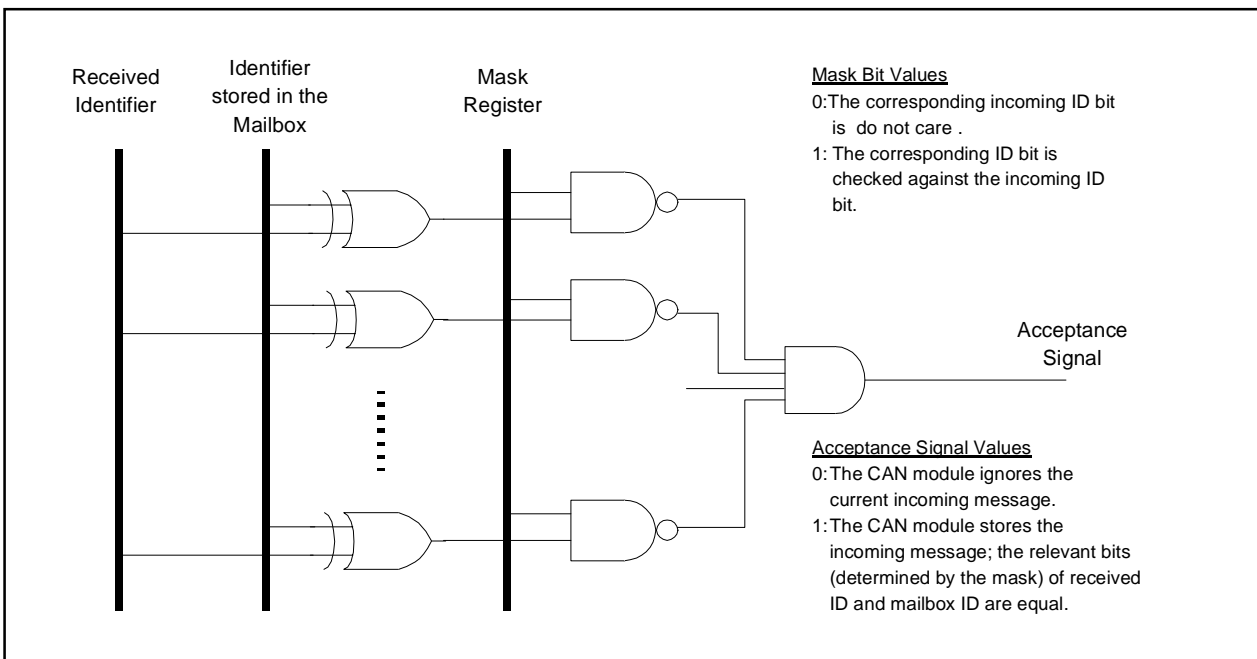 Received
Identifier
Identifier
stored in the
Mailbox
Mask
Register
Mask Bit Values
0:The corresponding incoming ID bit
is do not care .
1: The corresponding ID bit is
checked against the incoming ID
bit.
Acceptance
Signal
Acceptance Signal Values
0:The CAN module ignores the
current incoming message.
1:The CAN module stores the
incoming message; the relevant bits
(determined by the mask) of received
ID and mailbox ID are equal.